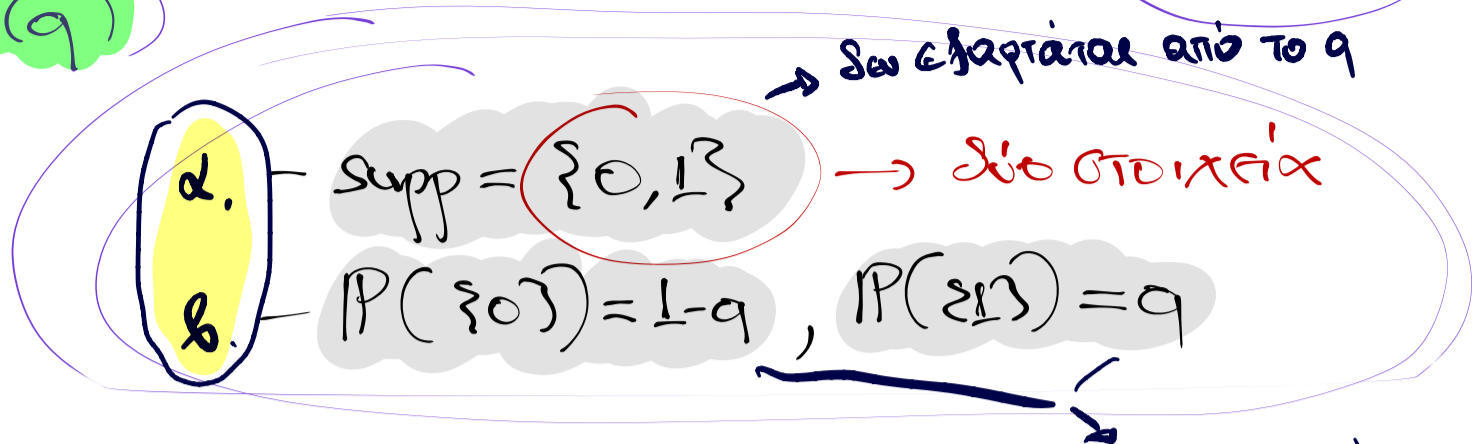 (q)
→ δεν εξαρτάται από το q
α. – supp = {0,1} → δύο στοιχεία
β. – ℙ({0}) = 1-q , ℙ({1}) = q